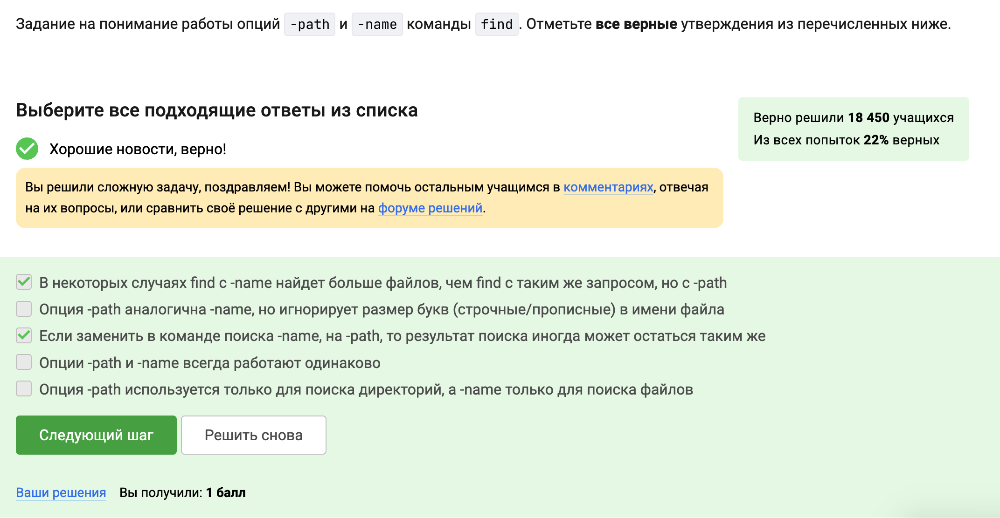 Задание на понимание работы опций -path и -name команды find. Отметьте все верные утверждения из перечисленных ниже.
Выберите все подходящие ответы из списка
Верно решили 18 450 учащихся
Из всех попыток 22% верных
Хорошие новости, верно!
Вы решили сложную задачу, поздравляем! Вы можете помочь остальным учащимся в комментариях, отвечая
на их вопросы, или сравнить своё решение с другими на форуме решений.
В некоторых случаях find с -name найдет больше файлов, чем find с таким же запросом, но с -path
Опция -path аналогична -name, но игнорирует размер букв (строчные/прописные) в имени файла
Если заменить в команде поиска -name, на -path, то результат поиска иногда может остаться таким же
Опции -path и -name всегда работают одинаково
Опция -path используется только для поиска директорий, а -name только для поиска файлов
Следующий шаг
Решить снова
Ваши решения Вы получили: 1 балл